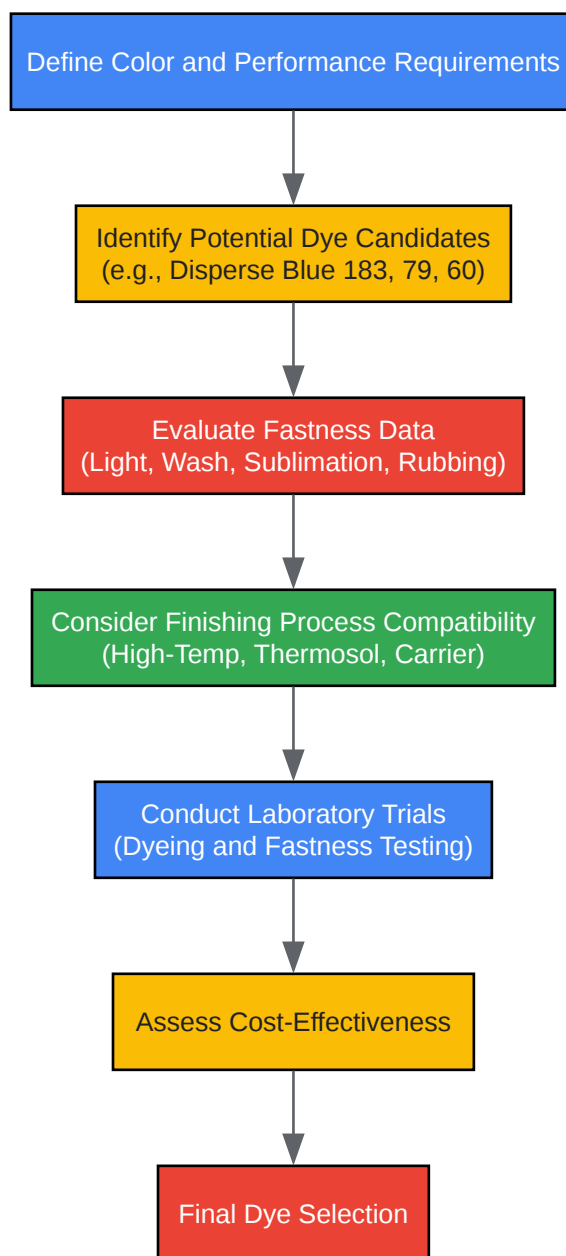 Define Color and Performance Requirements
Identify Potential Dye Candidates
(e.g., Disperse Blue 183, 79, 60)
Evaluate Fastness Data
(Light, Wash, Sublimation, Rubbing)
Consider Finishing Process Compatibility
(High-Temp, Thermosol, Carrier)
Conduct Laboratory Trials
(Dyeing and Fastness Testing)
Assess Cost-Effectiveness
Final Dye Selection